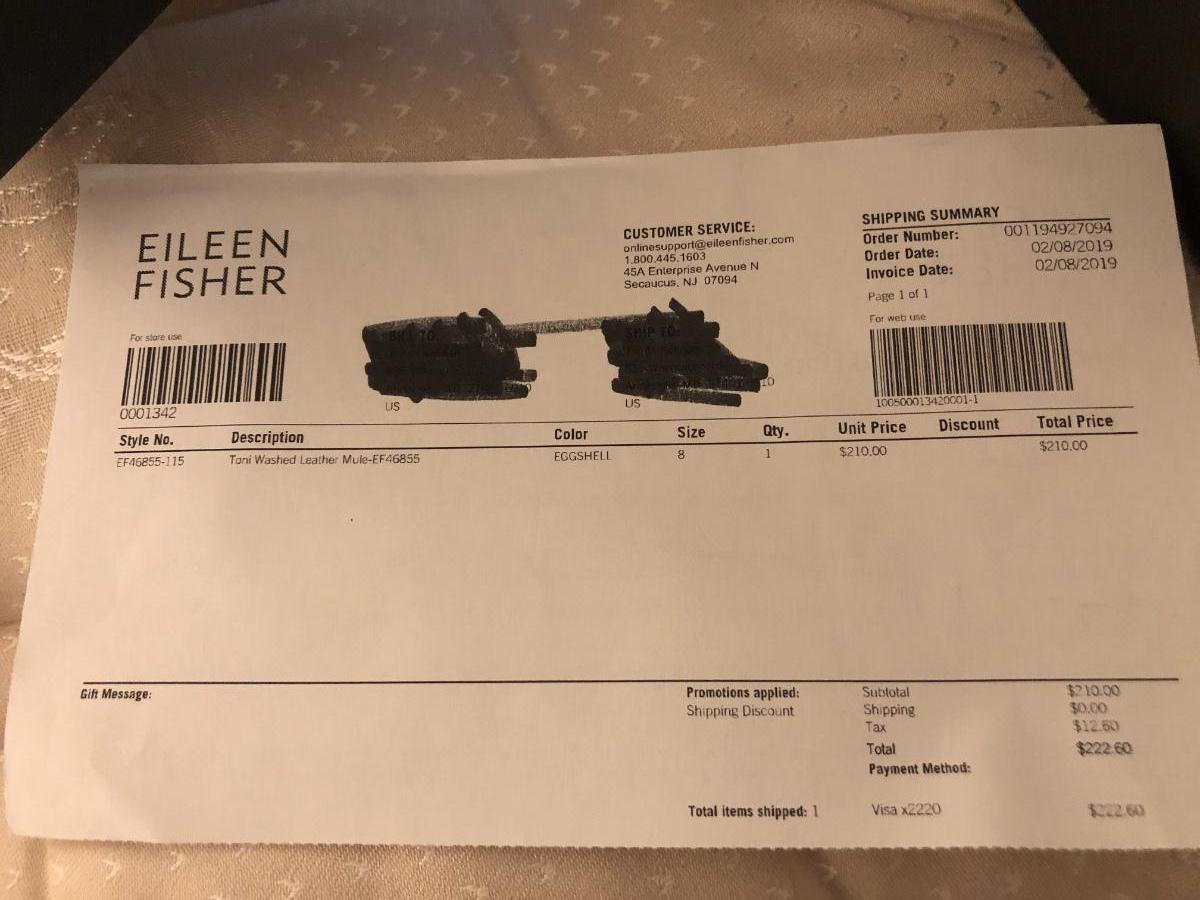 EILEEN
FISHER
CUSTOMER SERVICE:
onlinesupport@eileenfisher.com
1.800.445.1603
45A Enterprise Avenue N
Secaucus, NJ 07094
SHIPPING SUMMARY
Order Number: 001194927094
Order Date: 02/08/2019
Invoice Date: 02/08/2019
Page 1 of 1
For store use
0001342
BILL TO:
US
SHIP TO:
US
For web use
100500013420001-1
Style No. Description Color Size Qty. Unit Price Discount Total Price
EF46855-115 Toni Washed Leather Mule-EF46855 EGGSHELL 8 1 $210.00 $210.00
Gift Message:
Promotions applied:
Shipping Discount
Total items shipped: 1
Subtotal $210.00
Shipping $0.00
Tax $12.60
Total $222.60
Payment Method:
Visa x2220 $222.60